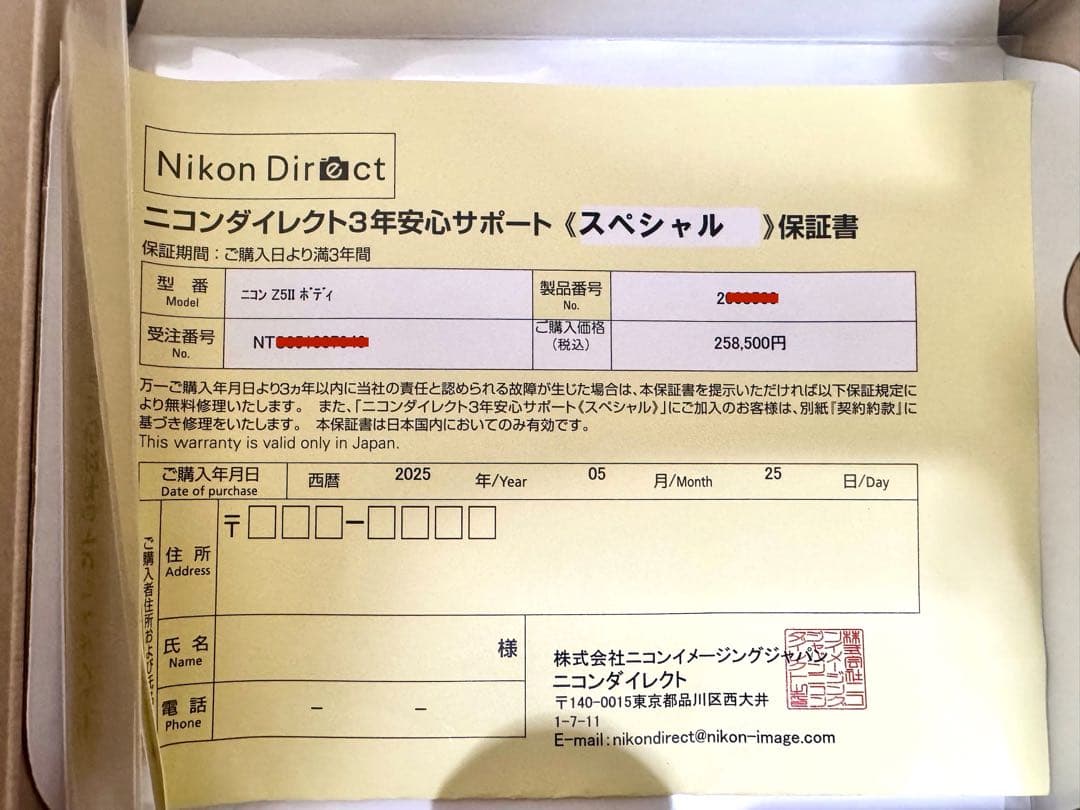 Nikon Direct
ニコンダイレクト3年安心サポート《スペシャル》保証書
保証期間：ご購入日より満3年間
型 番 ニコン Z5II ボディ 製品番号 2
Model No.
受注番号 NT ご購入価格 258,500円
No. （税込）
万一ご購入年月日より3ヵ年以内に当社の責任と認められる故障が生じた場合は、本保証書を提示いただければ以下保証規定に
より無料修理いたします。 また、「ニコンダイレクト3年安心サポート《スペシャル》」にご加入のお客様は、別紙『契約約款』に
基づき修理をいたします。 本保証書は日本国内においてのみ有効です。
This warranty is valid only in Japan.
ご購入年月日 西暦 2025 年/Year 05 月/Month 25 日/Day
Date of purchase
ご購入者住所および
〒 -
住 所
Address
氏 名 様
Name
電 話 － －
Phone
株式会社ニコンイメージングジャパン
ニコンダイレクト
〒140-0015東京都品川区西大井
1-7-11
E-mail:nikondirect@nikon-image.com